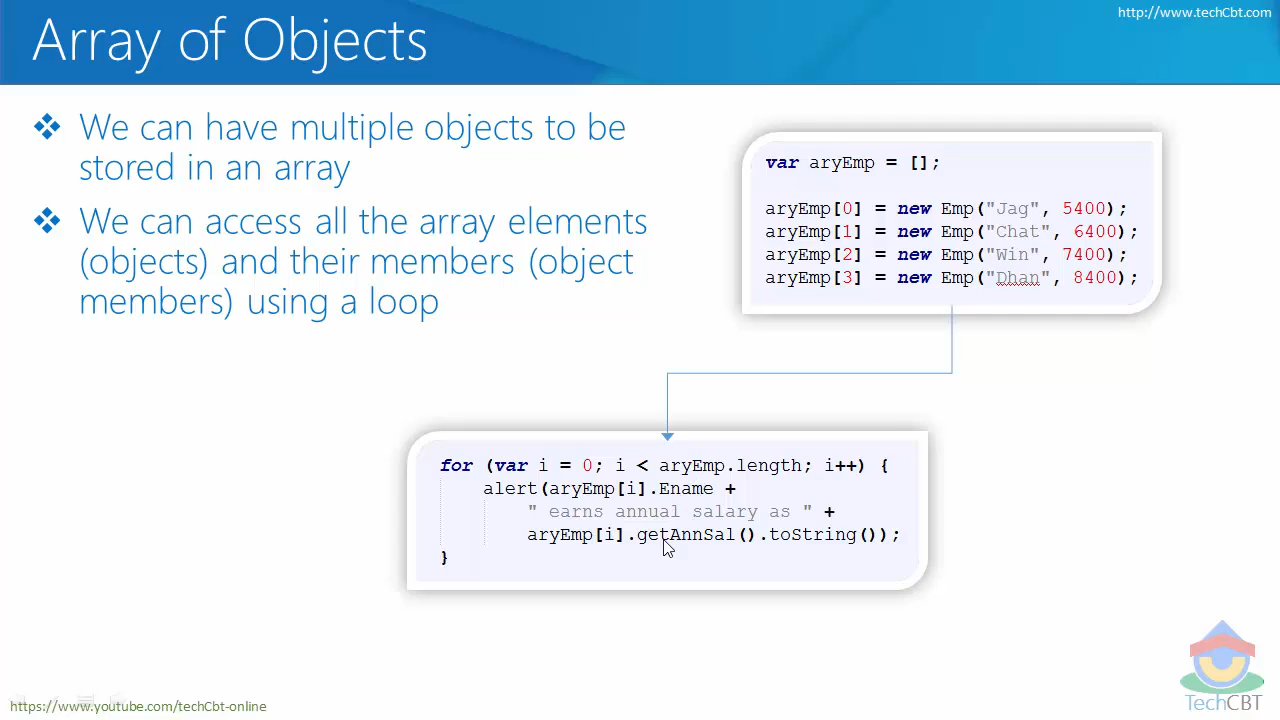 http://www.techCbt.com
Array of Objects
❖ We can have multiple objects to be
stored in an array
❖ We can access all the array elements
(objects) and their members (object
members) using a loop
var aryEmp = [];
aryEmp[0] = new Emp("Jag", 5400);
aryEmp[1] = new Emp("Chat", 6400);
aryEmp[2] = new Emp("Win", 7400);
aryEmp[3] = new Emp("Dhan", 8400);
for (var i = 0; i < aryEmp.length; i++) {
alert(aryEmp[i].Ename +
" earns annual salary as " +
aryEmp[i].getAnnSal().toString());
}
TechCBT
https://www.youtube.com/techCbt-online